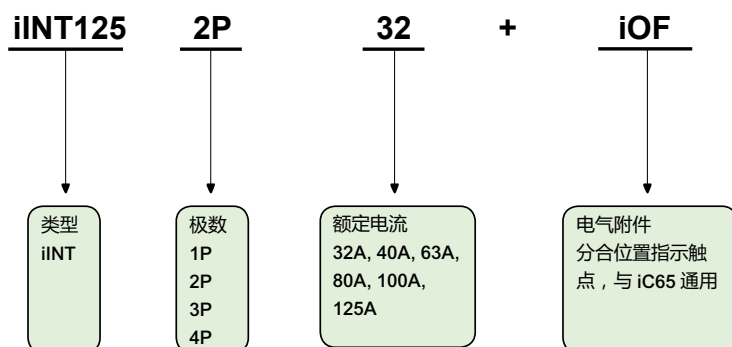 iINT125 2P 32 + iOF
类型
iINT
极数
1P
2P
3P
4P
额定电流
32A, 40A, 63A,
80A, 100A,
125A
电气附件
分合位置指示触
点，与 iC65 通用